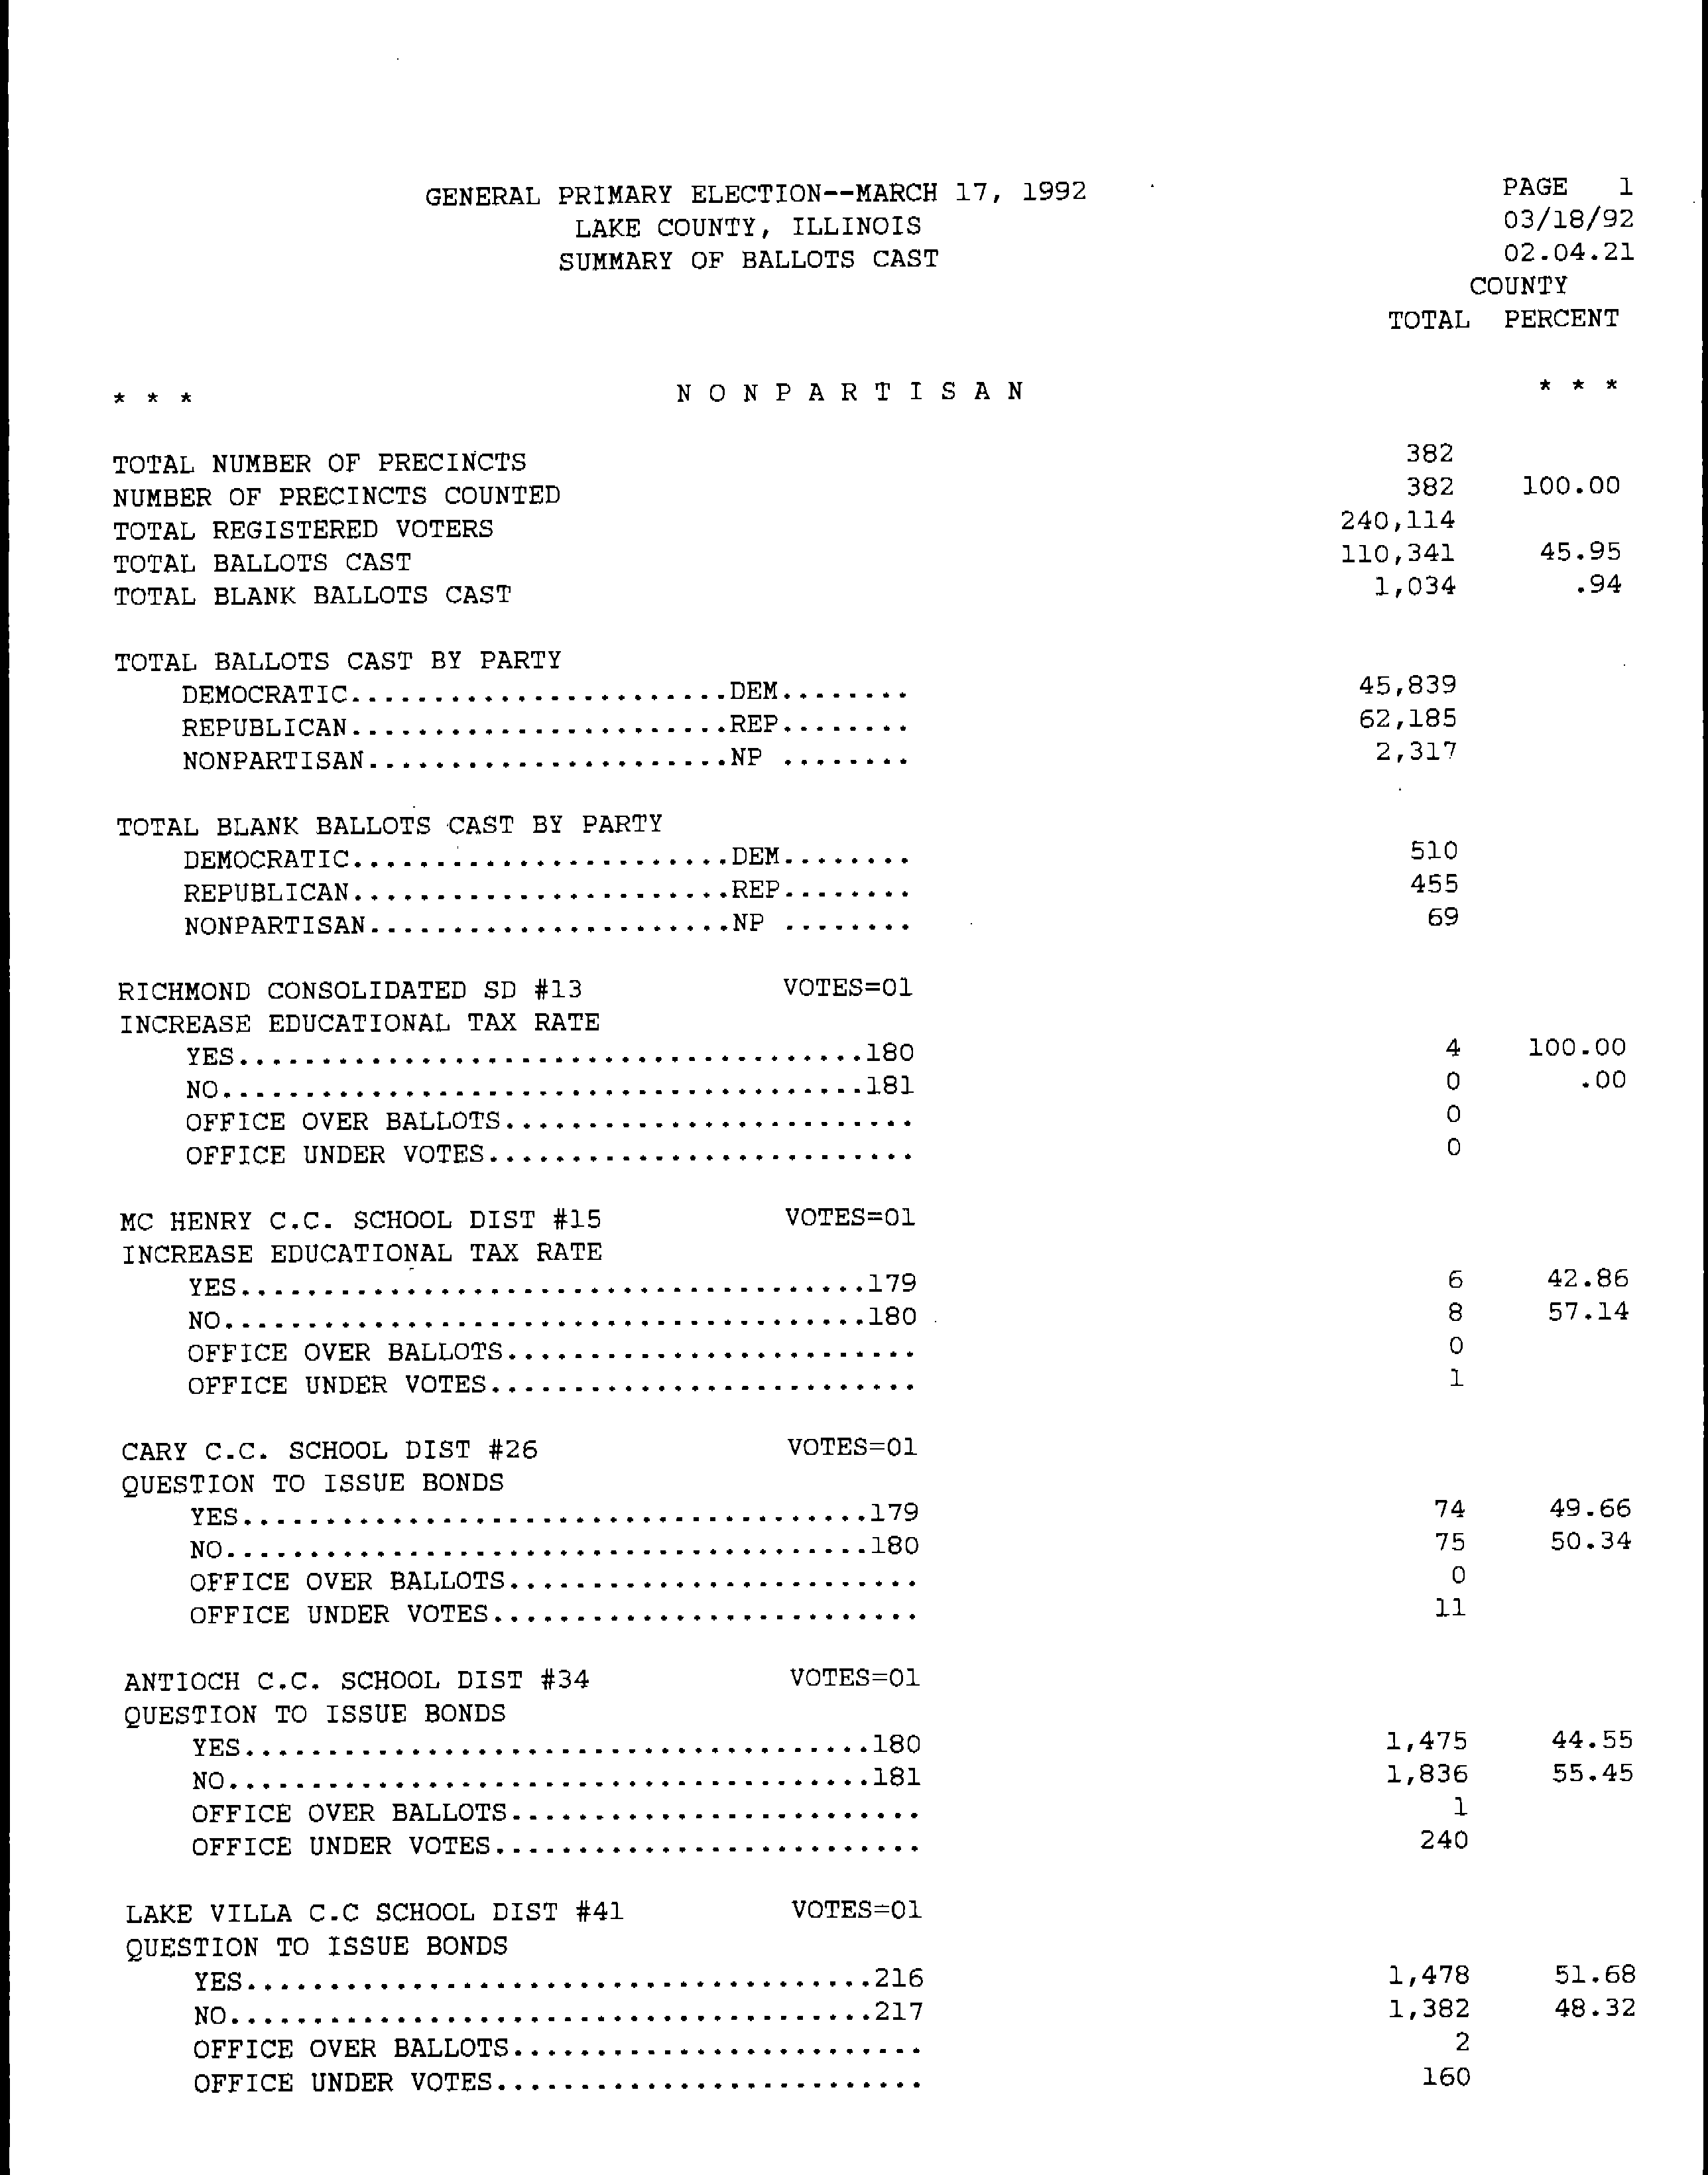 GENERAL PRIMARY ELECTION--MARCH 17, 1992 PAGE 1
LAKE COUNTY, ILLINOIS 03/18/92
SUMMARY OF BALLOTS CAST 02.04.21
COUNTY
TOTAL PERCENT
* * * N O N P A R T I S A N * * *
TOTAL NUMBER OF PRECINCTS 382
NUMBER OF PRECINCTS COUNTED 382 100.00
TOTAL REGISTERED VOTERS 240,114
TOTAL BALLOTS CAST 110,341 45.95
TOTAL BLANK BALLOTS CAST 1,034 .94
TOTAL BALLOTS CAST BY PARTY
DEMOCRATIC.......................DEM........ 45,839
REPUBLICAN.......................REP........ 62,185
NONPARTISAN......................NP ........ 2,317
TOTAL BLANK BALLOTS CAST BY PARTY
DEMOCRATIC.......................DEM........ 510
REPUBLICAN.......................REP........ 455
NONPARTISAN......................NP ........ 69
RICHMOND CONSOLIDATED SD #13 VOTES=01
INCREASE EDUCATIONAL TAX RATE
YES......................................180 4 100.00
NO.......................................181 0 .00
OFFICE OVER BALLOTS......................... 0
OFFICE UNDER VOTES.......................... 0
MC HENRY C.C. SCHOOL DIST #15 VOTES=01
INCREASE EDUCATIONAL TAX RATE
YES......................................179 6 42.86
NO.......................................180 8 57.14
OFFICE OVER BALLOTS......................... 0
OFFICE UNDER VOTES.......................... 1
CARY C.C. SCHOOL DIST #26 VOTES=01
QUESTION TO ISSUE BONDS
YES......................................179 74 49.66
NO.......................................180 75 50.34
OFFICE OVER BALLOTS......................... 0
OFFICE UNDER VOTES.......................... 11
ANTIOCH C.C. SCHOOL DIST #34 VOTES=01
QUESTION TO ISSUE BONDS
YES......................................180 1,475 44.55
NO.......................................181 1,836 55.45
OFFICE OVER BALLOTS......................... 1
OFFICE UNDER VOTES.......................... 240
LAKE VILLA C.C SCHOOL DIST #41 VOTES=01
QUESTION TO ISSUE BONDS
YES......................................216 1,478 51.68
NO.......................................217 1,382 48.32
OFFICE OVER BALLOTS......................... 2
OFFICE UNDER VOTES.......................... 160